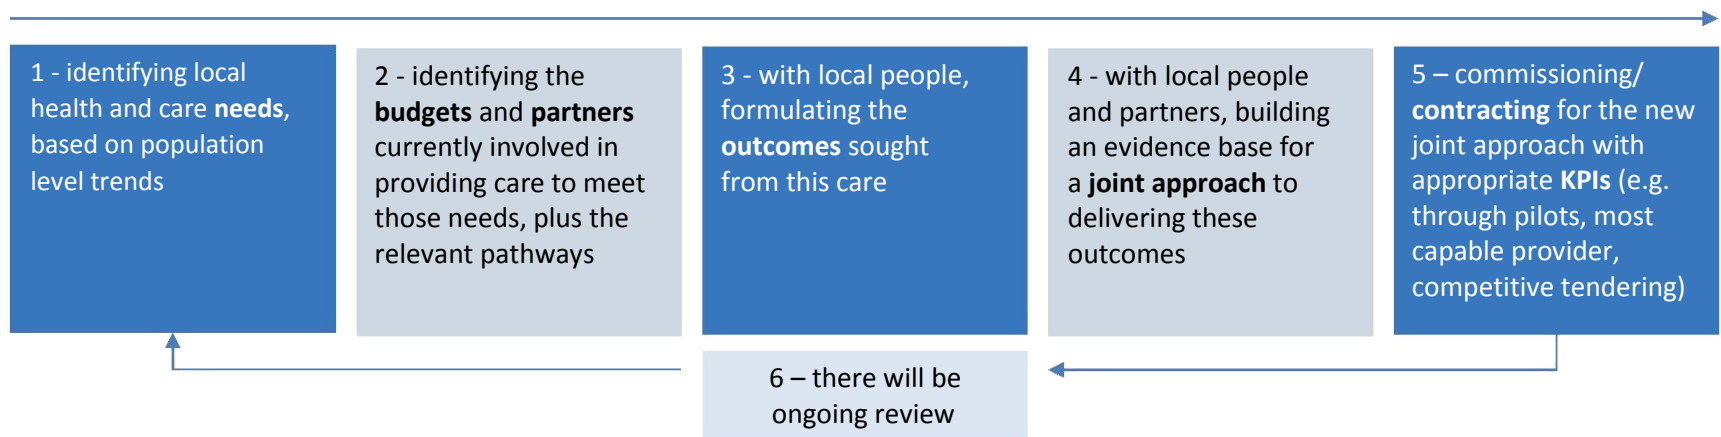 1 - identifying local
health and care needs,
based on population
level trends
2 - identifying the
budgets and partners
currently involved in
providing care to meet
those needs, plus the
relevant pathways
3 - with local people,
formulating the
outcomes sought
from this care
4 - with local people
and partners, building
an evidence base for
a joint approach to
delivering these
outcomes
5 – commissioning/
contracting for the new
joint approach with
appropriate KPIs (e.g.
through pilots, most
capable provider,
competitive tendering)
6 – there will be
ongoing review